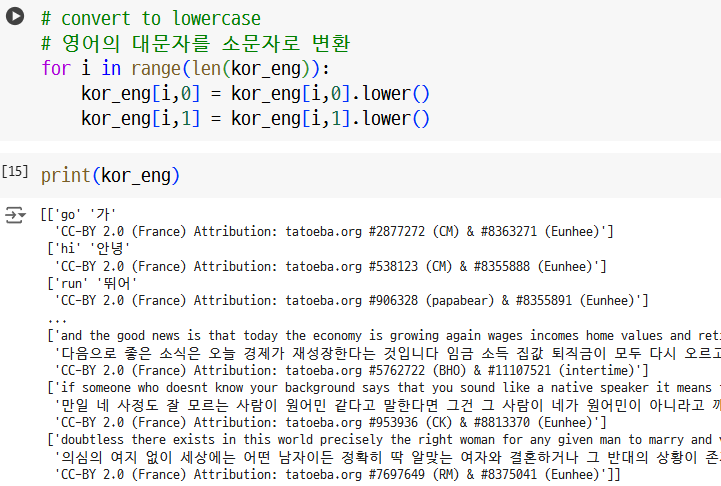 # convert to lowercase
# 영어의 대문자를 소문자로 변환
for i in range(len(kor_eng)):
    kor_eng[i,0] = kor_eng[i,0].lower()
    kor_eng[i,1] = kor_eng[i,1].lower()
[15] print(kor_eng)
[['go' '가'
  'CC-BY 2.0 (France) Attribution: tatoeba.org #2877272 (CM) & #8363271 (Eunhee)']
 ['hi' '안녕'
  'CC-BY 2.0 (France) Attribution: tatoeba.org #538123 (CM) & #8355888 (Eunhee)']
 ['run' '뛰어'
  'CC-BY 2.0 (France) Attribution: tatoeba.org #906328 (papabear) & #8355891 (Eunhee)']
 ...
 ['and the good news is that today the economy is growing again wages incomes home values and
  '다음으로 좋은 소식은 오늘 경제가 재성장한다는 것입니다 임금 소득 집값 퇴직금이 모두 다시 오르고
  'CC-BY 2.0 (France) Attribution: tatoeba.org #5762722 (BHO) & #11107521 (intertime)']
 ['if someone who doesnt know your background says that you sound like a native speaker it means
  '만일 네 사정도 잘 모르는 사람이 원어민 같다고 말한다면 그건 그 사람이 네가 원어민이 아니라고
  'CC-BY 2.0 (France) Attribution: tatoeba.org #953936 (CK) & #8813370 (Eunhee)']
 ['doubtless there exists in this world precisely the right woman for any given man to marry and
  '의심의 여지 없이 세상에는 어떤 남자이든 정확히 딱 알맞는 여자와 결혼하거나 그 반대의 상황이
  'CC-BY 2.0 (France) Attribution: tatoeba.org #7697649 (RM) & #8375041 (Eunhee)']]